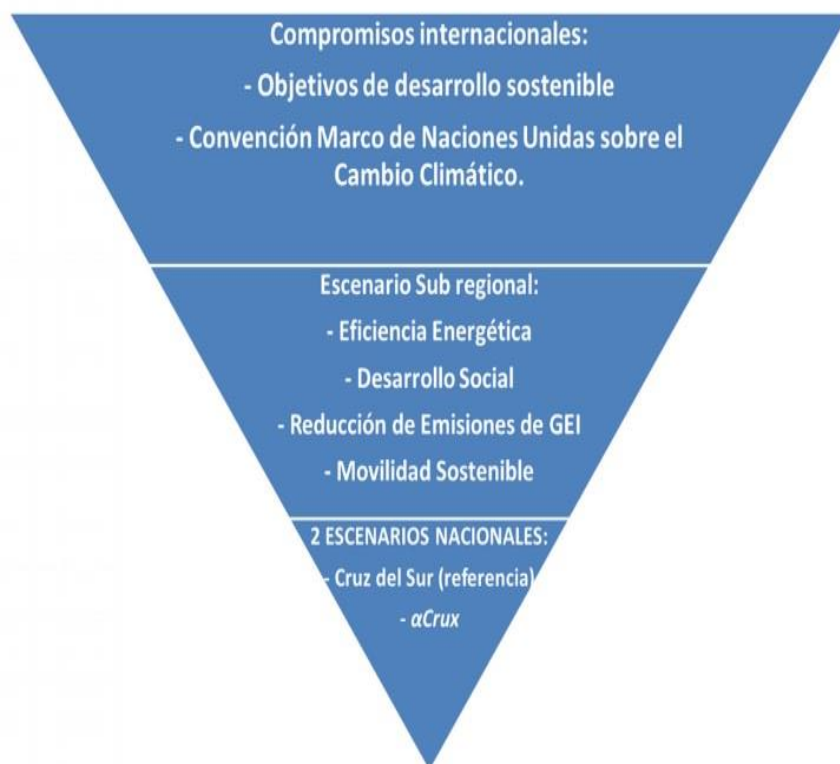 Compromisos internacionales:
- Objetivos de desarrollo sostenible
- Convención Marco de Naciones Unidas sobre el
Cambio Climático.
Escenario Sub regional:
- Eficiencia Energética
- Desarrollo Social
- Reducción de Emisiones de GEI
- Movilidad Sostenible
2 ESCENARIOS NACIONALES:
- Cruz del Sur (referencia)
- αCrux